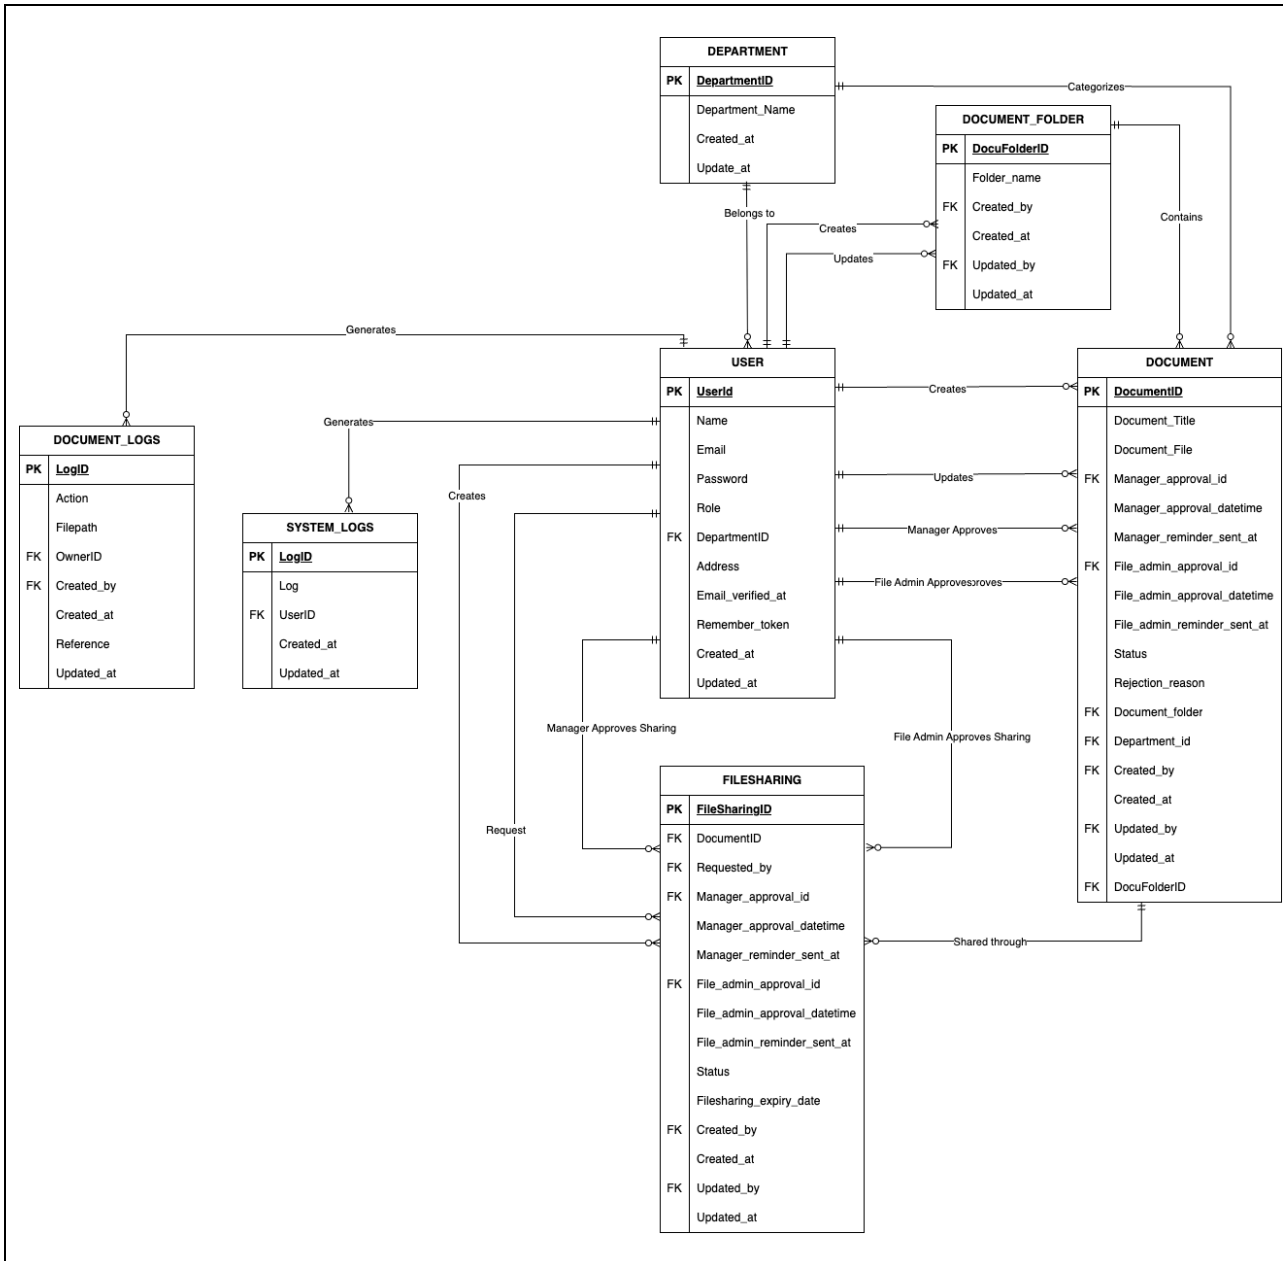 DEPARTMENT
PK DepartmentID
Department_Name
Created_at
Update_at
Categorizes
DOCUMENT_FOLDER
PK DocuFolderID
Folder_name
FK Created_by
Created_at
FK Updated_by
Updated_at
Belongs to
Creates
Updates
Contains
Generates
USER
PK UserId
Name
Email
Password
Role
FK DepartmentID
Address
Email_verified_at
Remember_token
Created_at
Updated_at
Creates
Updates
Manager Approves
File Admin Approvesroves
DOCUMENT
PK DocumentID
Document_Title
Document_File
FK Manager_approval_id
Manager_approval_datetime
Manager_reminder_sent_at
FK File_admin_approval_id
File_admin_approval_datetime
File_admin_reminder_sent_at
Status
Rejection_reason
FK Document_folder
FK Department_id
FK Created_by
Created_at
FK Updated_by
Updated_at
FK DocuFolderID
DOCUMENT_LOGS
PK LogID
Action
Filepath
FK OwnerID
FK Created_by
Created_at
Reference
Updated_at
Generates
SYSTEM_LOGS
PK LogID
Log
FK UserID
Created_at
Updated_at
Creates
Request
Manager Approves Sharing
File Admin Approves Sharing
FILESHARING
PK FileSharingID
FK DocumentID
FK Requested_by
FK Manager_approval_id
Manager_approval_datetime
Manager_reminder_sent_at
FK File_admin_approval_id
File_admin_approval_datetime
File_admin_reminder_sent_at
Status
Filesharing_expiry_date
FK Created_by
Created_at
FK Updated_by
Updated_at
Shared through